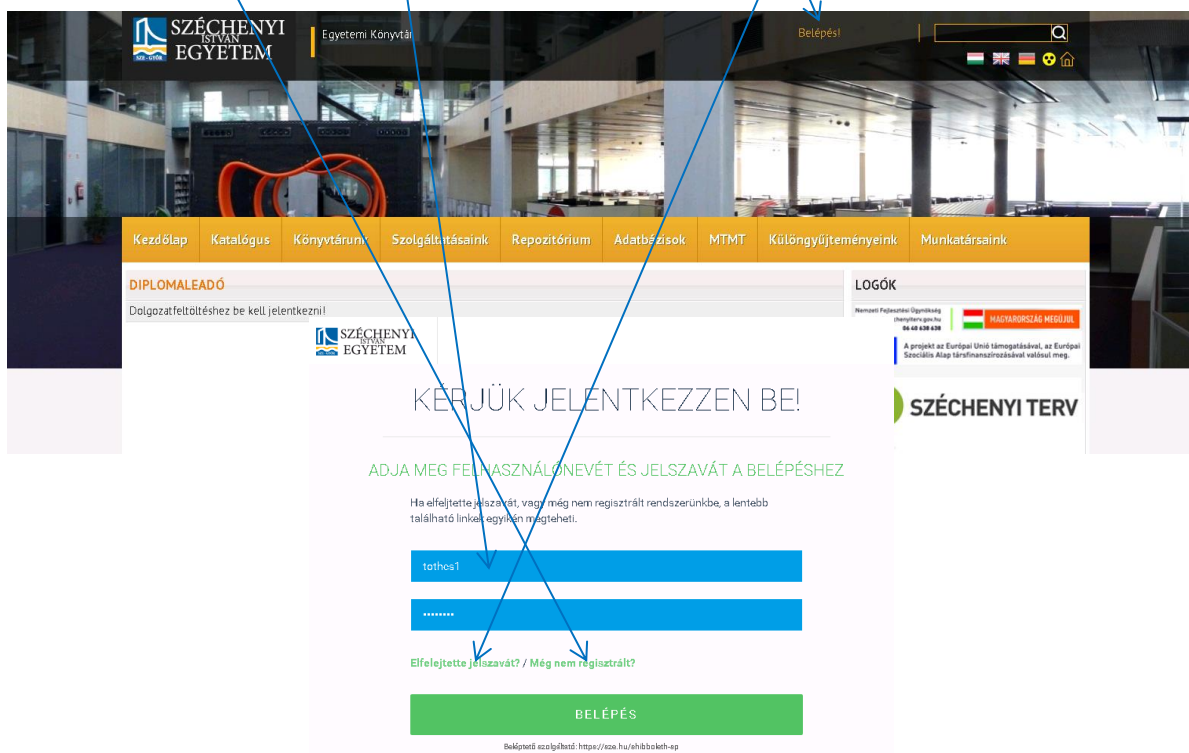 SZÉCHENYI
ISTVÁN
EGYETEM
SZE - GYŐR
Egyetemi Könyvtár
Belépés!
Kezdőlap
Katalógus
Könyvtárunk
Szolgáltatásaink
Repozitórium
Adatbázisok
MTMT
Különgyűjteményeink
Munkatársaink
DIPLOMALEADÓ
Dolgozatfeltöltéshez be kell jelentkezni!
LOGÓK
Nemzeti Fejlesztési Ügynökség
06 40 638 638
MAGYARORSZÁG MEGÚJUL
A projekt az Európai Unió támogatásával, az Európai
Szociális Alap társfinanszírozásával valósul meg.
SZÉCHENYI TERV
SZÉCHENYI
ISTVÁN
EGYETEM
KÉRJÜK JELENTKEZZEN BE!
ADJA MEG FELHASZNÁLÓNEVÉT ÉS JELSZAVÁT A BELÉPÉSHEZ
Ha elfeljtette jelszavát, vagy még nem regisztrált rendszerünkbe, a lentebb
található linkek egyikén megteheti.
tothcs1
••••••••
Elfelejtette jelszavát? / Még nem regisztrált?
BELÉPÉS
Beléptető szolgáltató: https://sze.hu/shibboleth-sp